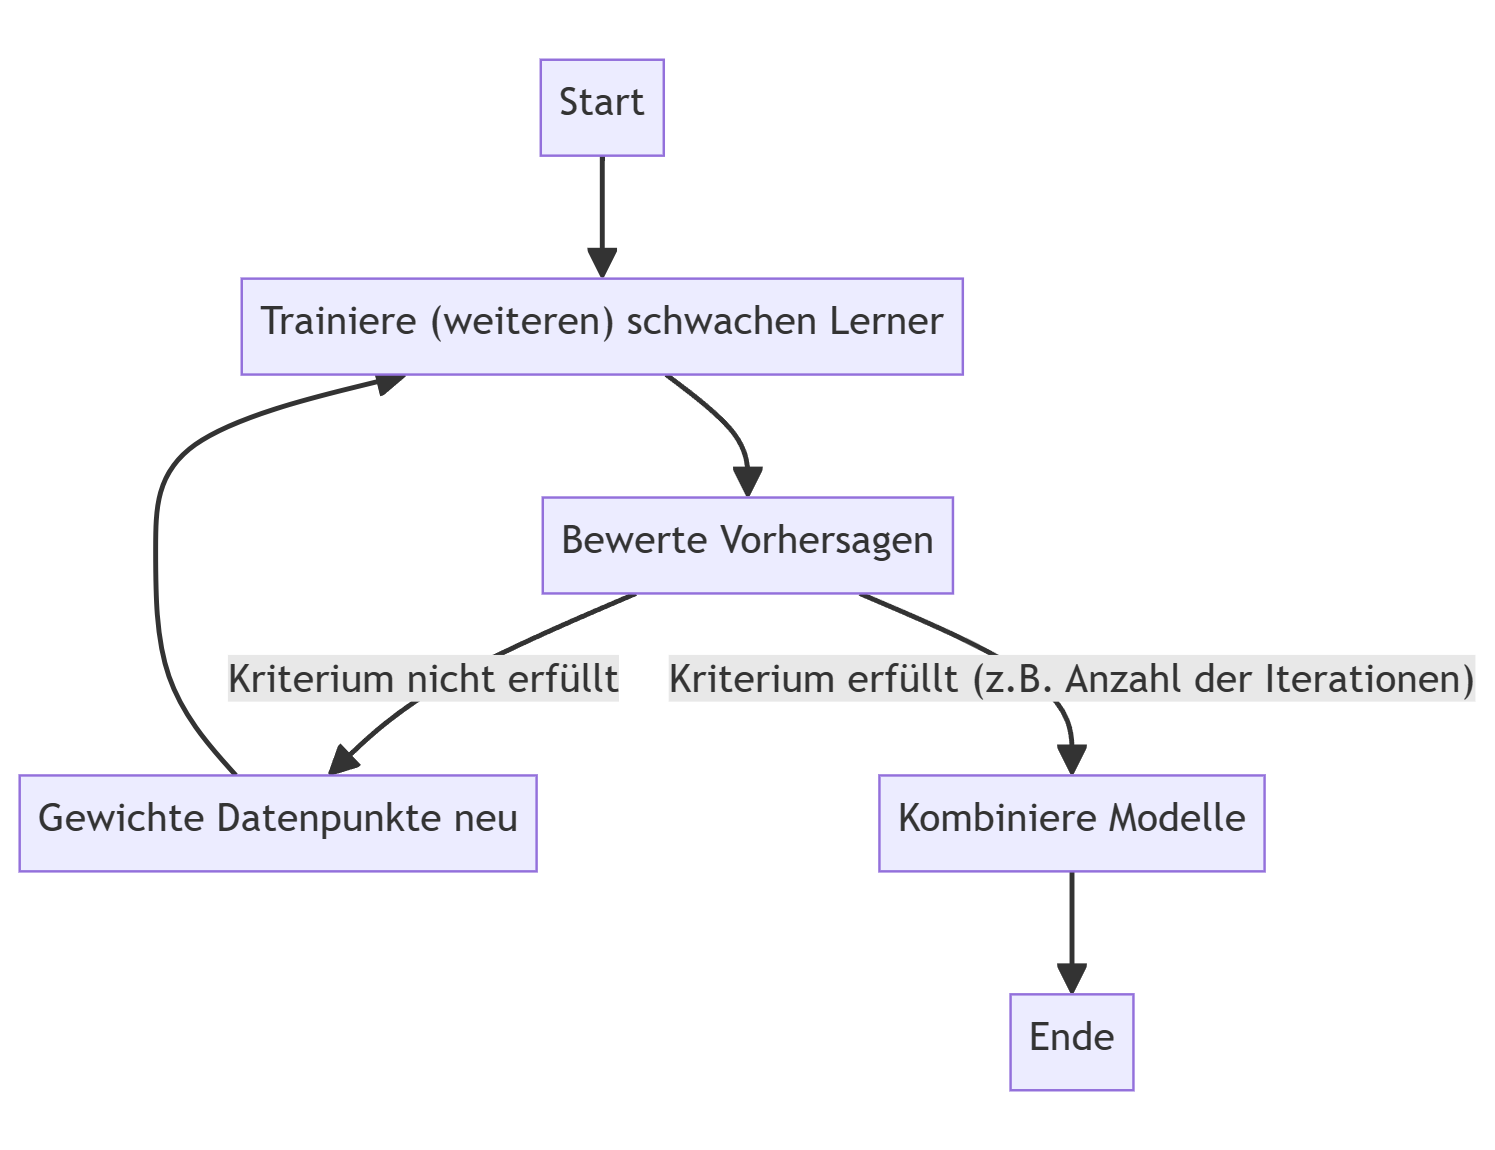 Start
Trainiere (weiteren) schwachen Lerner
Bewerte Vorhersagen
Kriterium nicht erfüllt
Kriterium erfüllt (z.B. Anzahl der Iterationen)
Gewichte Datenpunkte neu
Kombiniere Modelle
Ende